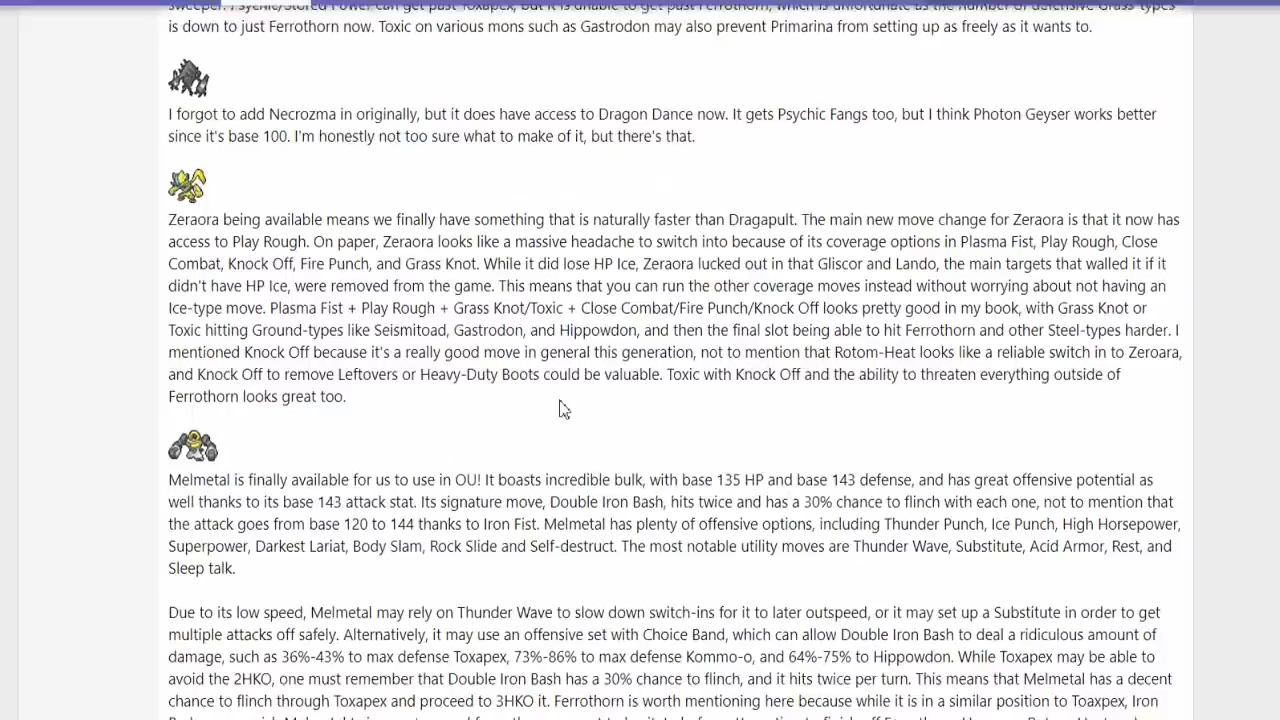 sweeper. Psychic/Stored Power can get past Toxapex, but it is unable to get past Ferrothorn, which is unfortunate as the number of defensive Grass-types
is down to just Ferrothorn now. Toxic on various mons such as Gastrodon may also prevent Primarina from setting up as freely as it wants to.
I forgot to add Necrozma in originally, but it does have access to Dragon Dance now. It gets Psychic Fangs too, but I think Photon Geyser works better
since it's base 100. I'm honestly not too sure what to make of it, but there's that.
Zeraora being available means we finally have something that is naturally faster than Dragapult. The main new move change for Zeraora is that it now has
access to Play Rough. On paper, Zeraora looks like a massive headache to switch into because of its coverage options in Plasma Fist, Play Rough, Close
Combat, Knock Off, Fire Punch, and Grass Knot. While it did lose HP Ice, Zeraora lucked out in that Gliscor and Lando, the main targets that walled it if it
didn't have HP Ice, were removed from the game. This means that you can run the other coverage moves instead without worrying about not having an
Ice-type move. Plasma Fist + Play Rough + Grass Knot/Toxic + Close Combat/Fire Punch/Knock Off looks pretty good in my book, with Grass Knot or
Toxic hitting Ground-types like Seismitoad, Gastrodon, and Hippowdon, and then the final slot being able to hit Ferrothorn and other Steel-types harder. I
mentioned Knock Off because it's a really good move in general this generation, not to mention that Rotom-Heat looks like a reliable switch in to Zeroara,
and Knock Off to remove Leftovers or Heavy-Duty Boots could be valuable. Toxic with Knock Off and the ability to threaten everything outside of
Ferrothorn looks great too.
Melmetal is finally available for us to use in OU! It boasts incredible bulk, with base 135 HP and base 143 defense, and has great offensive potential as
well thanks to its base 143 attack stat. Its signature move, Double Iron Bash, hits twice and has a 30% chance to flinch with each one, not to mention that
the attack goes from base 120 to 144 thanks to Iron Fist. Melmetal has plenty of offensive options, including Thunder Punch, Ice Punch, High Horsepower,
Superpower, Darkest Lariat, Body Slam, Rock Slide and Self-destruct. The most notable utility moves are Thunder Wave, Substitute, Acid Armor, Rest, and
Sleep talk.
Due to its low speed, Melmetal may rely on Thunder Wave to slow down switch-ins for it to later outspeed, or it may set up a Substitute in order to get
multiple attacks off safely. Alternatively, it may use an offensive set with Choice Band, which can allow Double Iron Bash to deal a ridiculous amount of
damage, such as 36%-43% to max defense Toxapex, 73%-86% to max defense Kommo-o, and 64%-75% to Hippowdon. While Toxapex may be able to
avoid the 2HKO, one must remember that Double Iron Bash has a 30% chance to flinch, and it hits twice per turn. This means that Melmetal has a decent
chance to flinch through Toxapex and proceed to 3HKO it. Ferrothorn is worth mentioning here because while it is in a similar position to Toaxpex, Iron